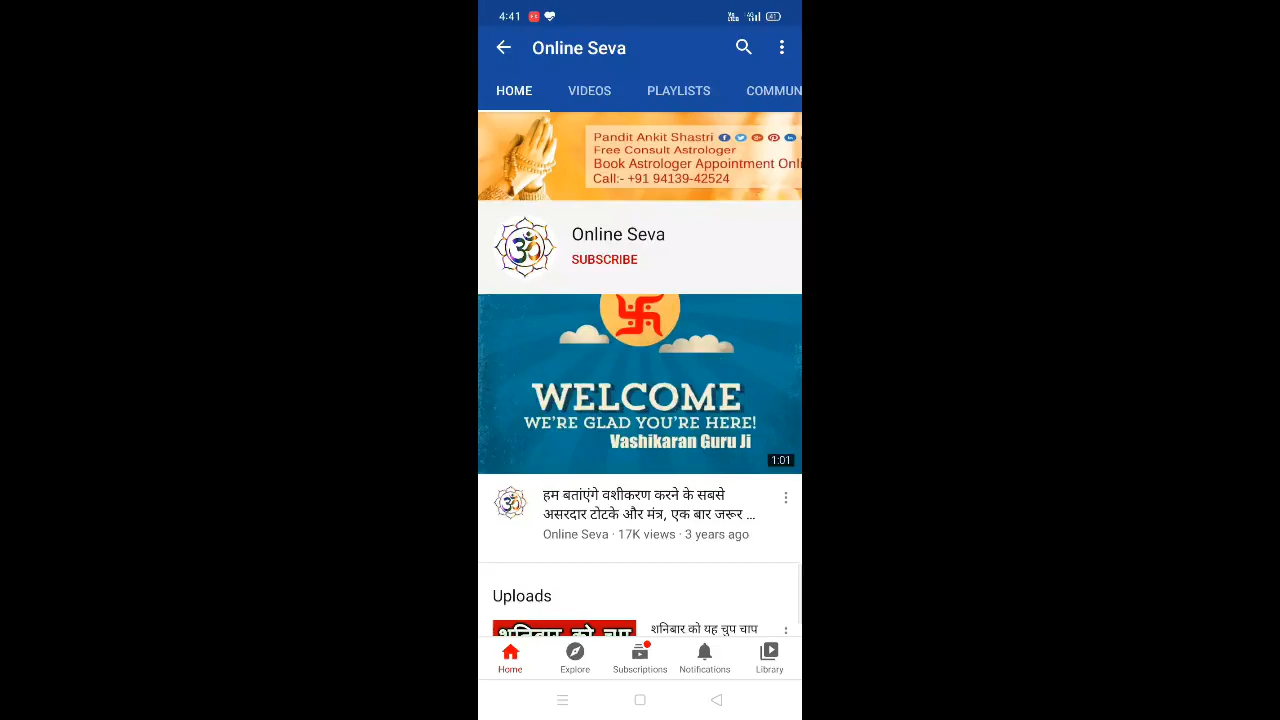 4:41
Online Seva
HOME VIDEOS PLAYLISTS COMMUN
Pandit Ankit Shastri
Free Consult Astrologer
Book Astrologer Appointment Onli
Call:- +91 94139-42524
Online Seva
SUBSCRIBE
WELCOME
WE'RE GLAD YOU'RE HERE!
Vashikaran Guru Ji
1:01
हम बतांएंगे वशीकरण करने के सबसे
असरदार टोटके और मंत्र, एक बार जरूर ...
Online Seva · 17K views · 3 years ago
Uploads
शनिबार को चुप
शनिबार को यह चुप चाप
Home Explore Subscriptions Notifications Library